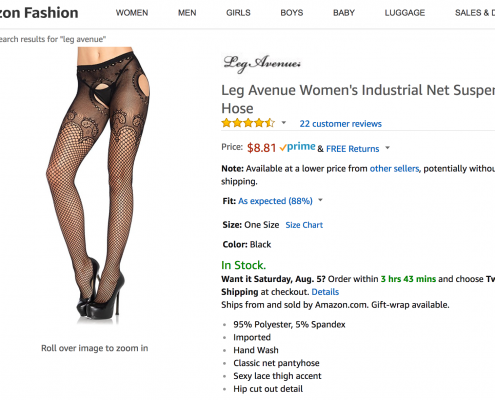 zon Fashion
WOMEN MEN GIRLS BOYS BABY LUGGAGE SALES & D
earch results for "leg avenue"
Leg Avenue
Leg Avenue Women's Industrial Net Suspen
Hose
22 customer reviews
Price: $8.81 prime & FREE Returns
Note: Available at a lower price from other sellers, potentially withou
shipping.
Fit: As expected (88%)
Size: One Size Size Chart
Color: Black
In Stock.
Want it Saturday, Aug. 5? Order within 3 hrs 43 mins and choose Tw
Shipping at checkout. Details
Ships from and sold by Amazon.com. Gift-wrap available.
95% Polyester, 5% Spandex
Imported
Hand Wash
Classic net pantyhose
Sexy lace thigh accent
Hip cut out detail
Roll over image to zoom in